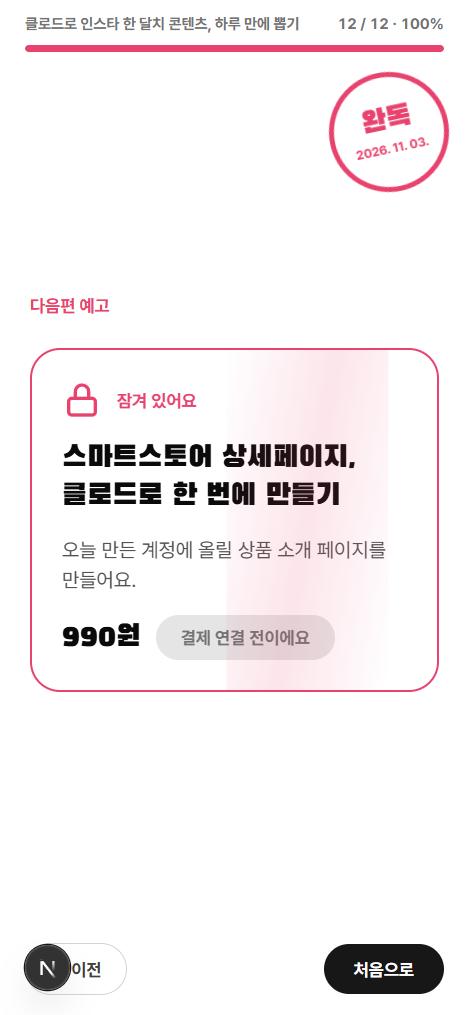 클로드로 인스타 한 달치 콘텐츠, 하루 만에 뽑기
12 / 12 · 100%
완독
2026. 11. 03.
다음편 예고
잠겨 있어요
스마트스토어 상세페이지,
클로드로 한 번에 만들기
오늘 만든 계정에 올릴 상품 소개 페이지를
만들어요.
990원
결제 연결 전이에요
N
이전
처음으로